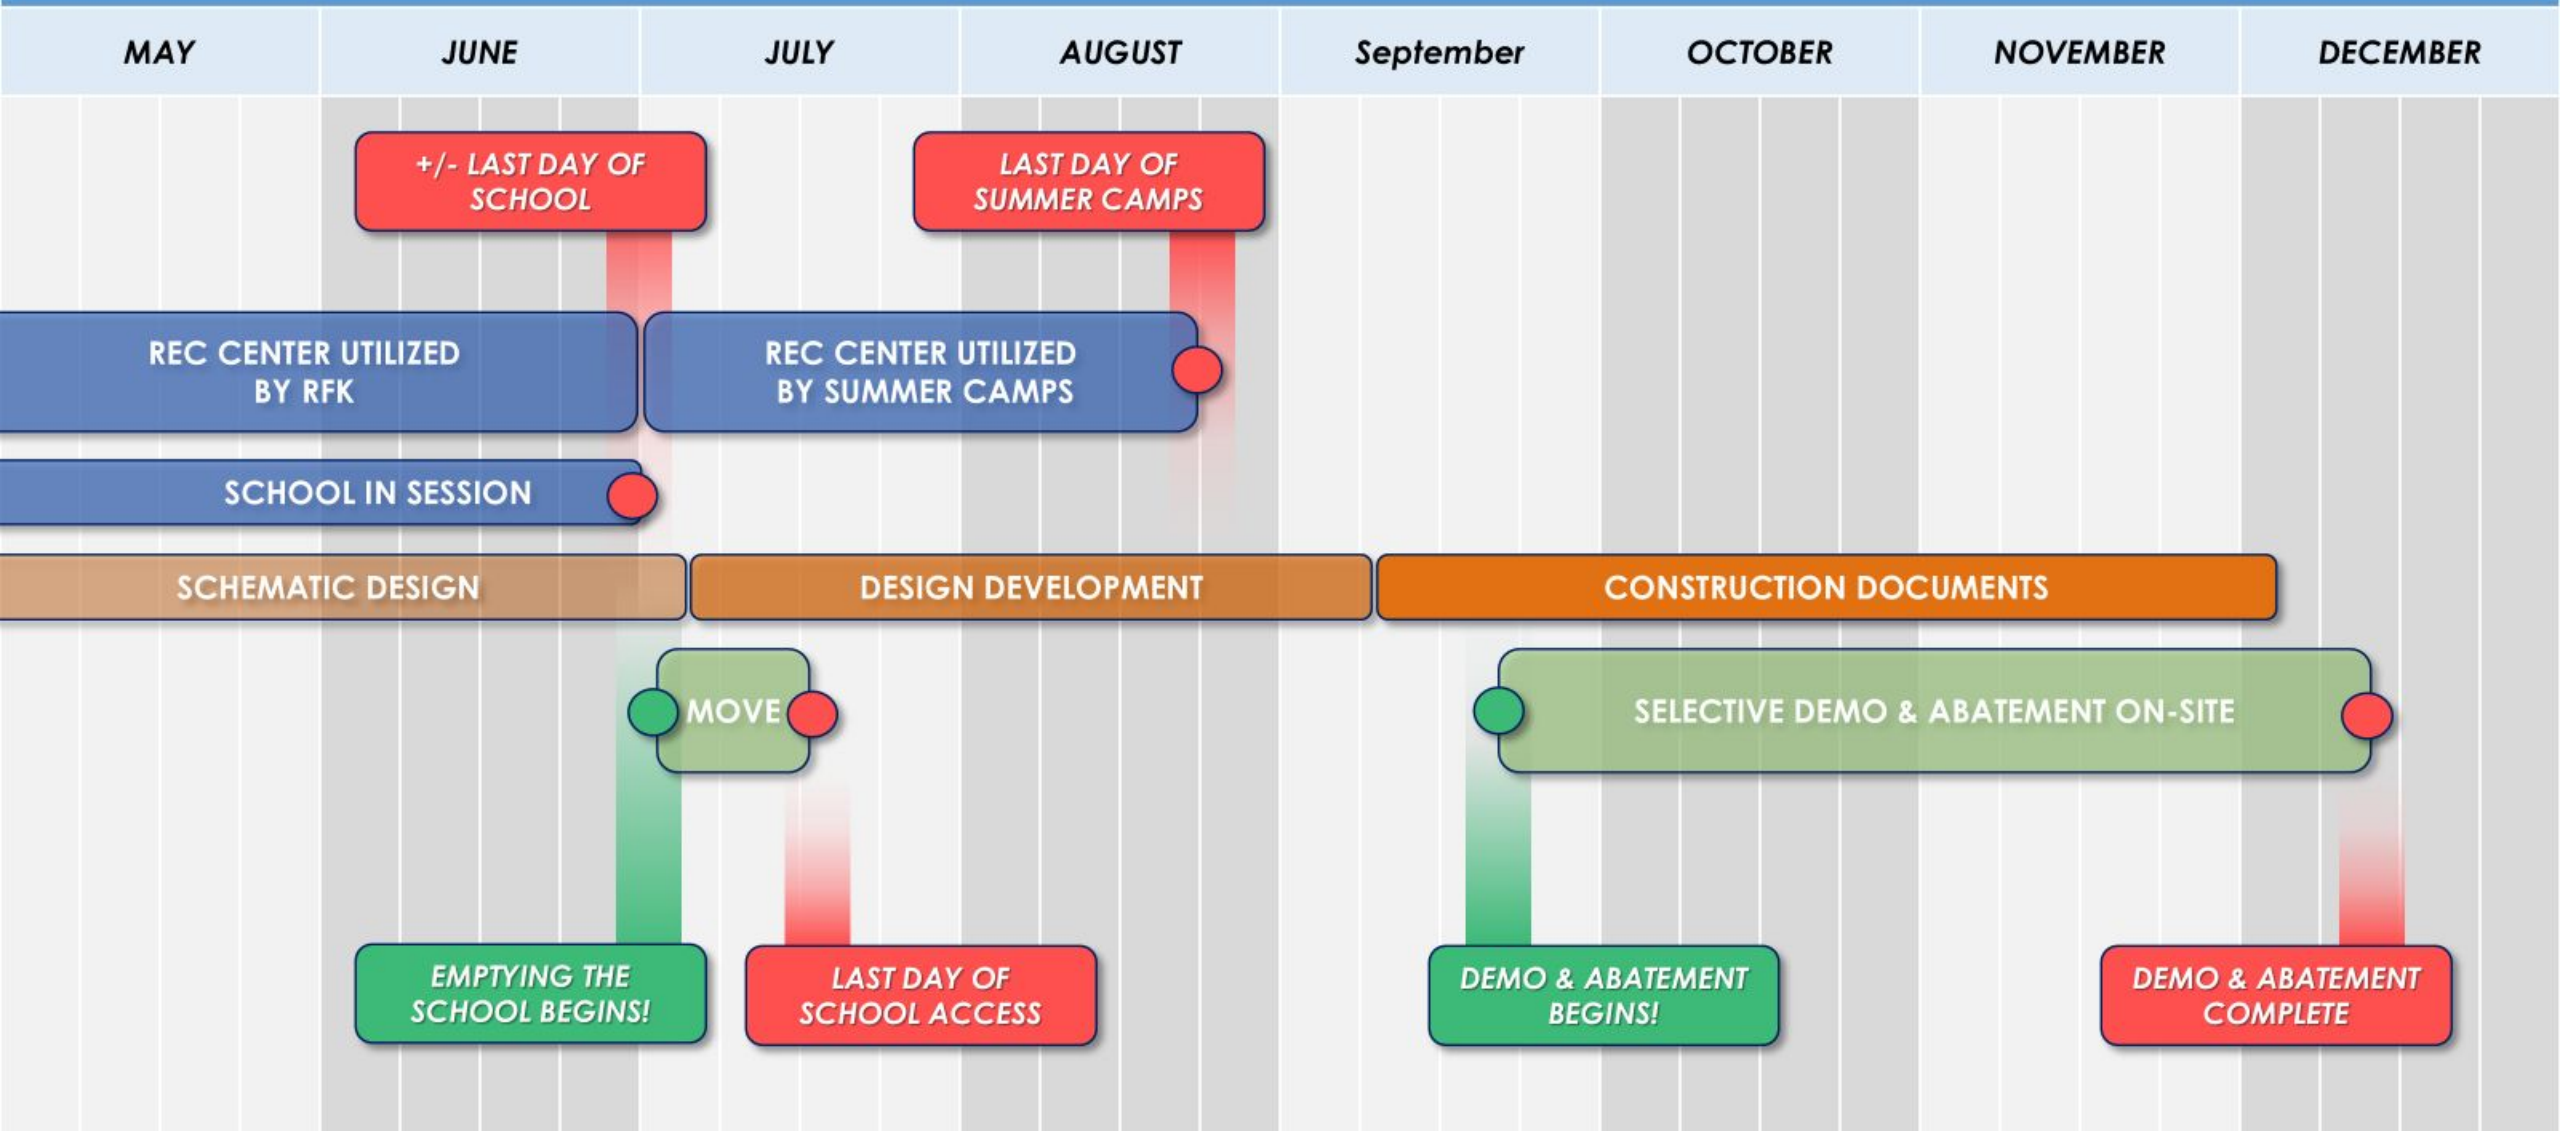 MAY
JUNE
JULY
AUGUST
September
OCTOBER
NOVEMBER
DECEMBER
+/- LAST DAY OF
SCHOOL
LAST DAY OF
SUMMER CAMPS
REC CENTER UTILIZED
BY RFK
REC CENTER UTILIZED
BY SUMMER CAMPS
SCHOOL IN SESSION
SCHEMATIC DESIGN
DESIGN DEVELOPMENT
CONSTRUCTION DOCUMENTS
MOVE
SELECTIVE DEMO & ABATEMENT ON-SITE
EMPTYING THE
SCHOOL BEGINS!
LAST DAY OF
SCHOOL ACCESS
DEMO & ABATEMENT
BEGINS!
DEMO & ABATEMENT
COMPLETE